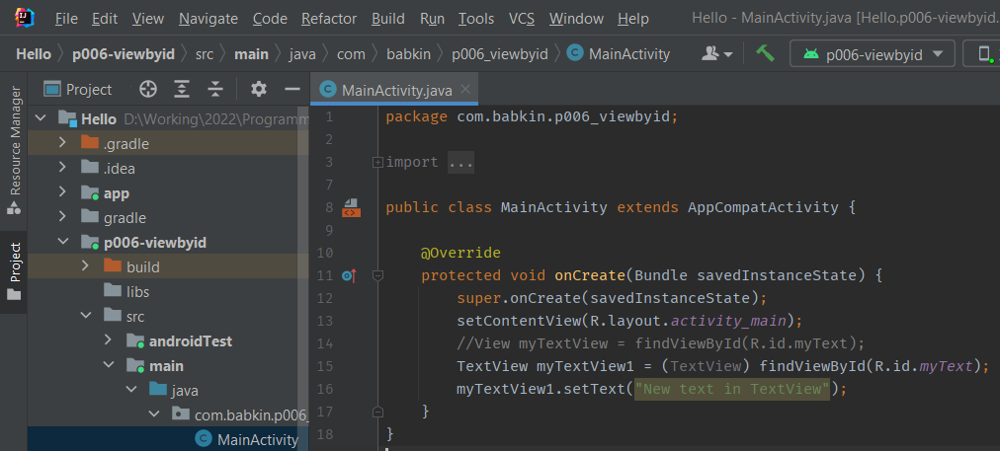 File Edit View Navigate Code Refactor Build Run Tools VCS Window Help Hello - MainActivity.java [Hello.p006-viewbyid.
Hello p006-viewbyid src main java com babkin p006_viewbyid MainActivity p006-viewbyid
Resource Manager
Project
Project
Hello D:\Working\2022\Programm
.gradle
.idea
app
gradle
p006-viewbyid
build
libs
src
androidTest
main
java
com.babkin.p006_
MainActivity
MainActivity.java
1 package com.babkin.p006_viewbyid;
2
3 import ...
7
8 public class MainActivity extends AppCompatActivity {
9
10 @Override
11 protected void onCreate(Bundle savedInstanceState) {
12 super.onCreate(savedInstanceState);
13 setContentView(R.layout.activity_main);
14 //View myTextView = findViewById(R.id.myText);
15 TextView myTextView1 = (TextView) findViewById(R.id.myText);
16 myTextView1.setText("New text in TextView");
17 }
18 }